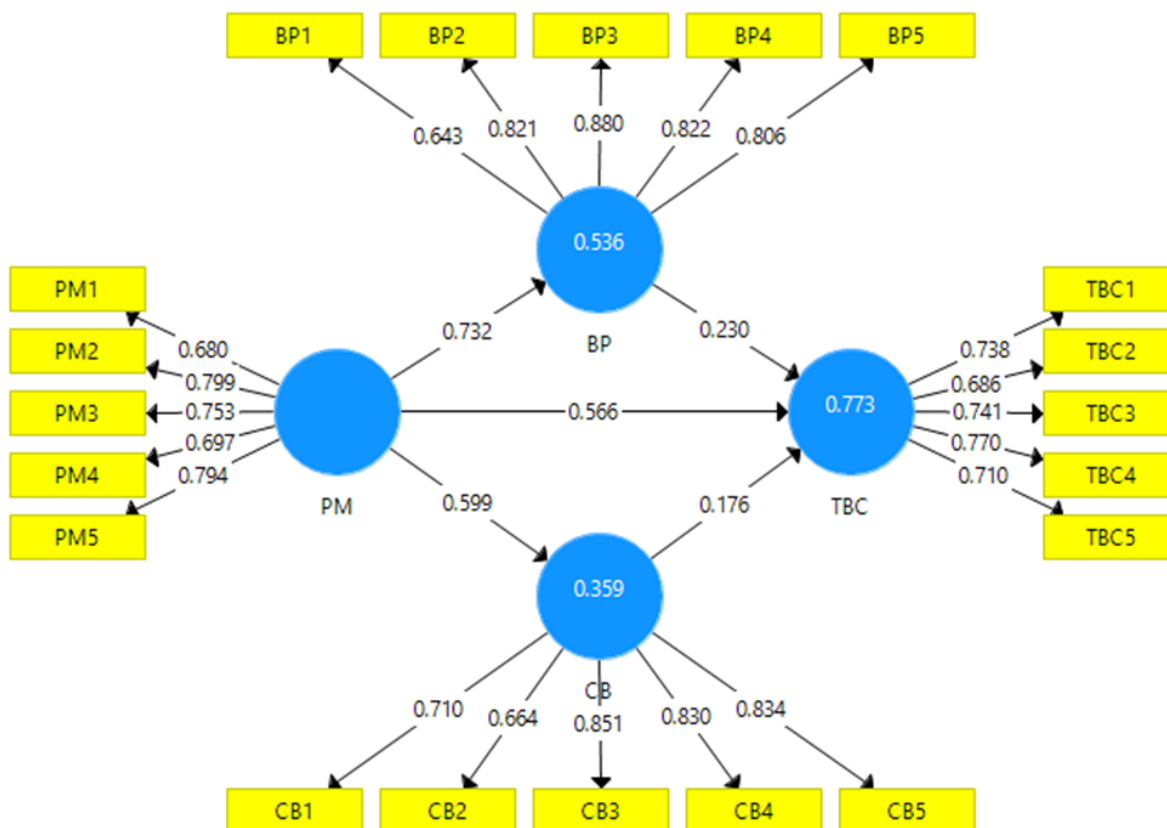 BP1 BP2 BP3 BP4 BP5
0.643 0.821 0.880 0.822 0.806
0.536
BP
PM1
PM2
PM3
PM4
PM5
0.680
0.799
0.753
0.697
0.794
PM
0.732
0.566
0.599
0.230
0.176
0.773
TBC
0.738
0.686
0.741
0.770
0.710
TBC1
TBC2
TBC3
TBC4
TBC5
0.359
CB
0.710 0.664 0.851 0.830 0.834
CB1 CB2 CB3 CB4 CB5